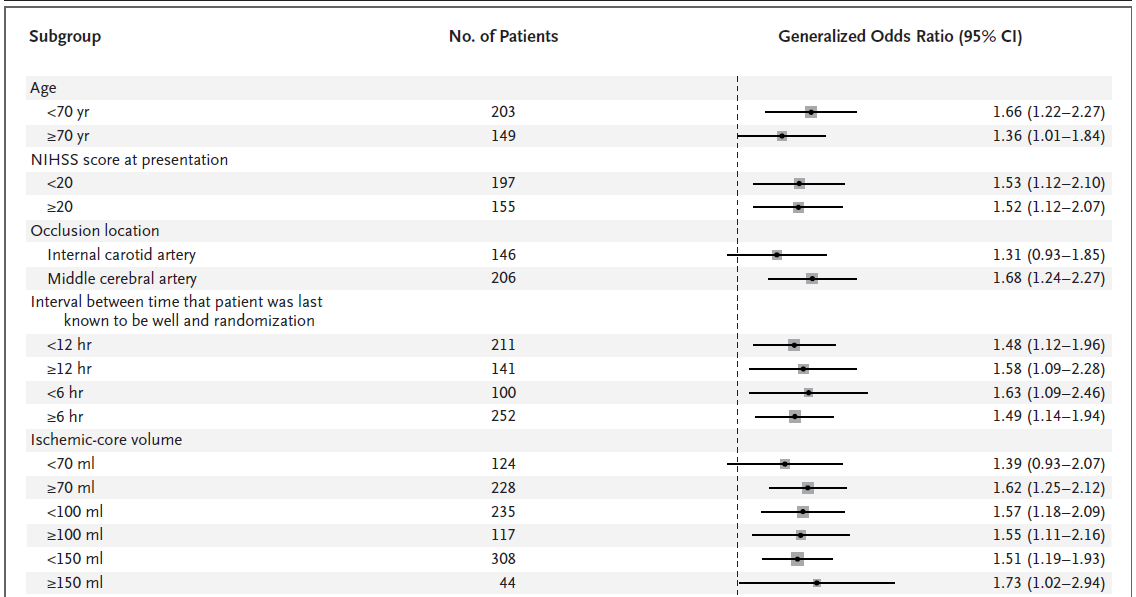 Subgroup No. of Patients Generalized Odds Ratio (95% CI)
Age
<70 yr 203 1.66 (1.22–2.27)
≥70 yr 149 1.36 (1.01–1.84)
NIHSS score at presentation
<20 197 1.53 (1.12–2.10)
≥20 155 1.52 (1.12–2.07)
Occlusion location
Internal carotid artery 146 1.31 (0.93–1.85)
Middle cerebral artery 206 1.68 (1.24–2.27)
Interval between time that patient was last
known to be well and randomization
<12 hr 211 1.48 (1.12–1.96)
≥12 hr 141 1.58 (1.09–2.28)
<6 hr 100 1.63 (1.09–2.46)
≥6 hr 252 1.49 (1.14–1.94)
Ischemic-core volume
<70 ml 124 1.39 (0.93–2.07)
≥70 ml 228 1.62 (1.25–2.12)
<100 ml 235 1.57 (1.18–2.09)
≥100 ml 117 1.55 (1.11–2.16)
<150 ml 308 1.51 (1.19–1.93)
≥150 ml 44 1.73 (1.02–2.94)